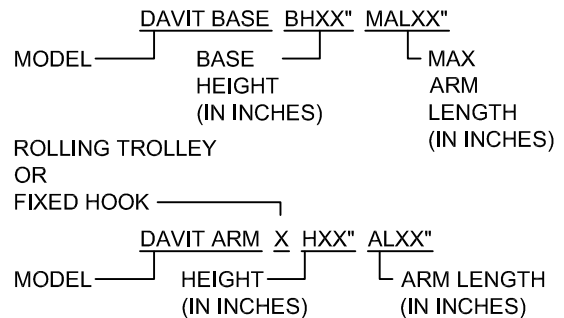 DAVIT BASE BHXX" MALXX"
MODEL
BASE
HEIGHT
(IN INCHES)
MAX
ARM
LENGTH
(IN INCHES)
ROLLING TROLLEY
OR
FIXED HOOK
DAVIT ARM X HXX" ALXX"
MODEL
HEIGHT
(IN INCHES)
ARM LENGTH
(IN INCHES)